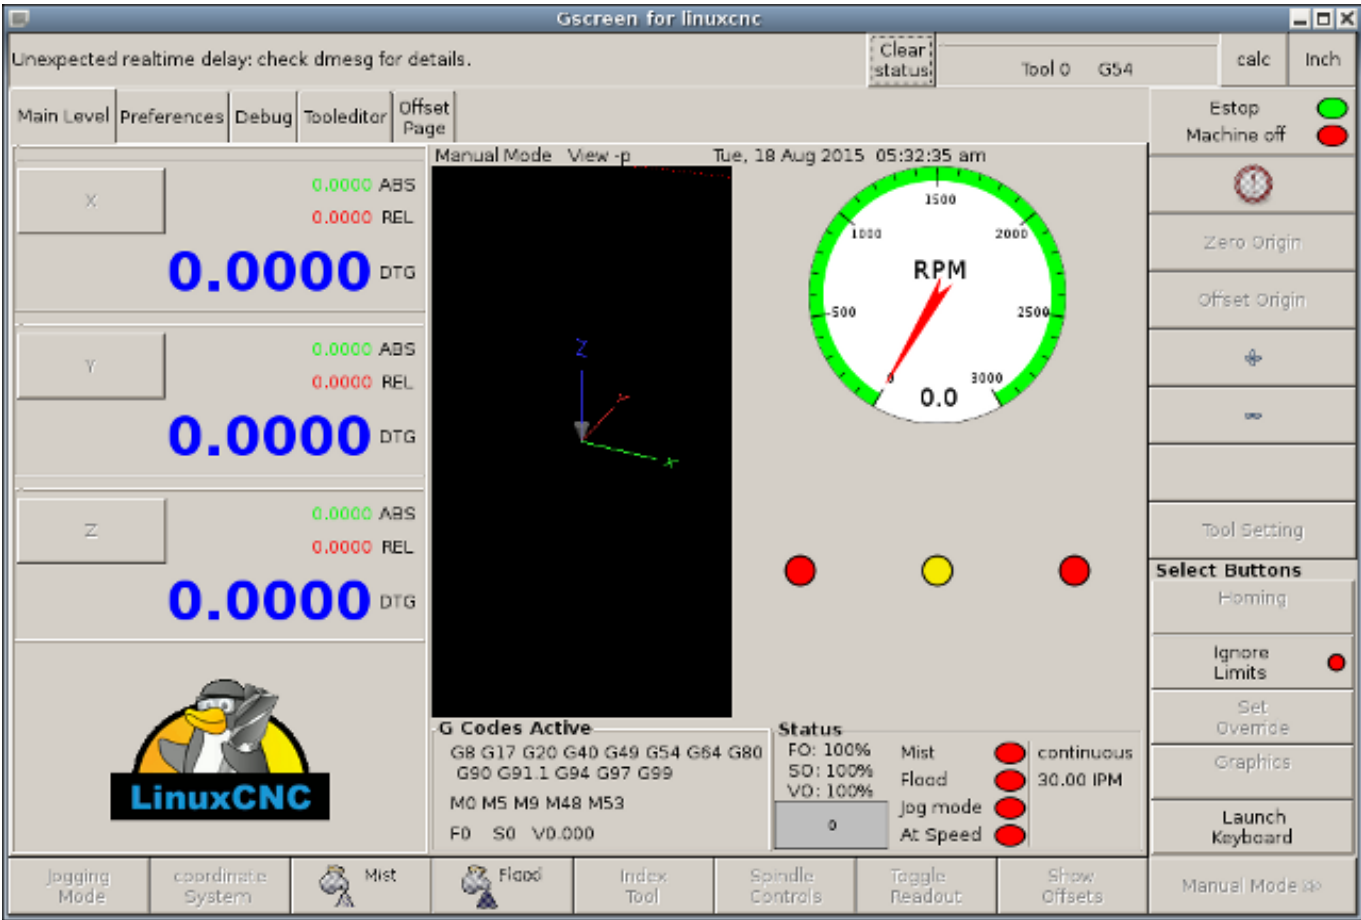 Gscreen for linuxcnc
Unexpected realtime delay: check dmesg for details.
Clear
status
Tool 0 G54
calc
Inch
Main Level
Preferences
Debug
Tooleditor
Offset
Page
Estop
Machine off
Manual Mode View -p Tue, 18 Aug 2015 05:32:35 am
X
0.0000 ABS
0.0000 REL
0.0000 DTG
Y
0.0000 ABS
0.0000 REL
0.0000 DTG
Z
0.0000 ABS
0.0000 REL
0.0000 DTG
LinuxCNC
Z
Y
X
1500
1000
2000
RPM
500
2500
0
3000
0.0
Zero Origin
Offset Origin
Tool Setting
Select Buttons
Homing
Ignore
Limits
Set
Override
Graphics
Launch
Keyboard
G Codes Active
G8 G17 G20 G40 G49 G54 G64 G80
G90 G91.1 G94 G97 G99
M0 M5 M9 M48 M53
F0 S0 V0.000
Status
FO: 100%
SO: 100%
VO: 100%
0
Mist
Flood
Jog mode
At Speed
continuous
30.00 IPM
Jogging
Mode
coordinate
System
Mist
Flood
Index
Tool
Spindle
Controls
Toggle
Readout
Show
Offsets
Manual Mode >>